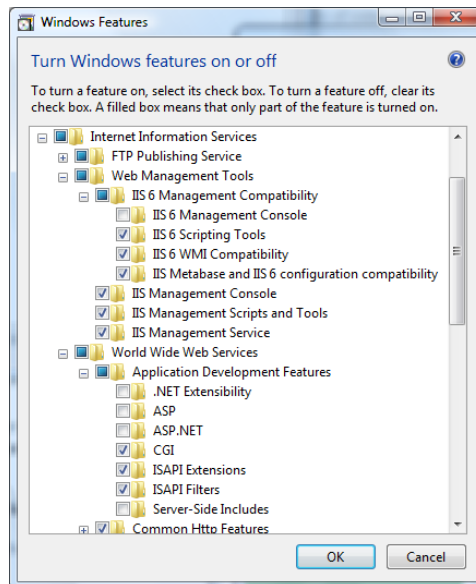 Windows Features
Turn Windows features on or off
To turn a feature on, select its check box. To turn a feature off, clear its
check box. A filled box means that only part of the feature is turned on.
Internet Information Services
FTP Publishing Service
Web Management Tools
IIS 6 Management Compatibility
IIS 6 Management Console
IIS 6 Scripting Tools
IIS 6 WMI Compatibility
IIS Metabase and IIS 6 configuration compatibility
IIS Management Console
IIS Management Scripts and Tools
IIS Management Service
World Wide Web Services
Application Development Features
.NET Extensibility
ASP
ASP.NET
CGI
ISAPI Extensions
ISAPI Filters
Server-Side Includes
Common Http Features
OK
Cancel